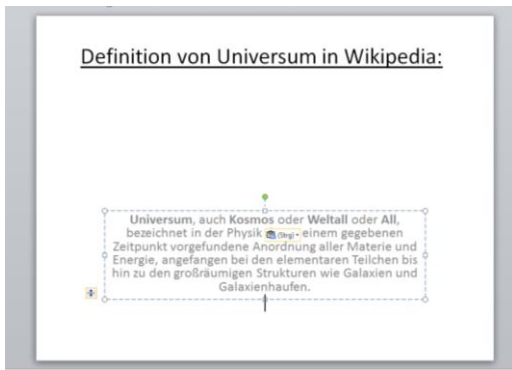 Definition von Universum in Wikipedia:
Universum, auch Kosmos oder Weltall oder All,
bezeichnet in der Physik (Strg) einem gegebenen
Zeitpunkt vorgefundene Anordnung aller Materie und
Energie, angefangen bei den elementaren Teilchen bis
hin zu den großräumigen Strukturen wie Galaxien und
Galaxienhaufen.